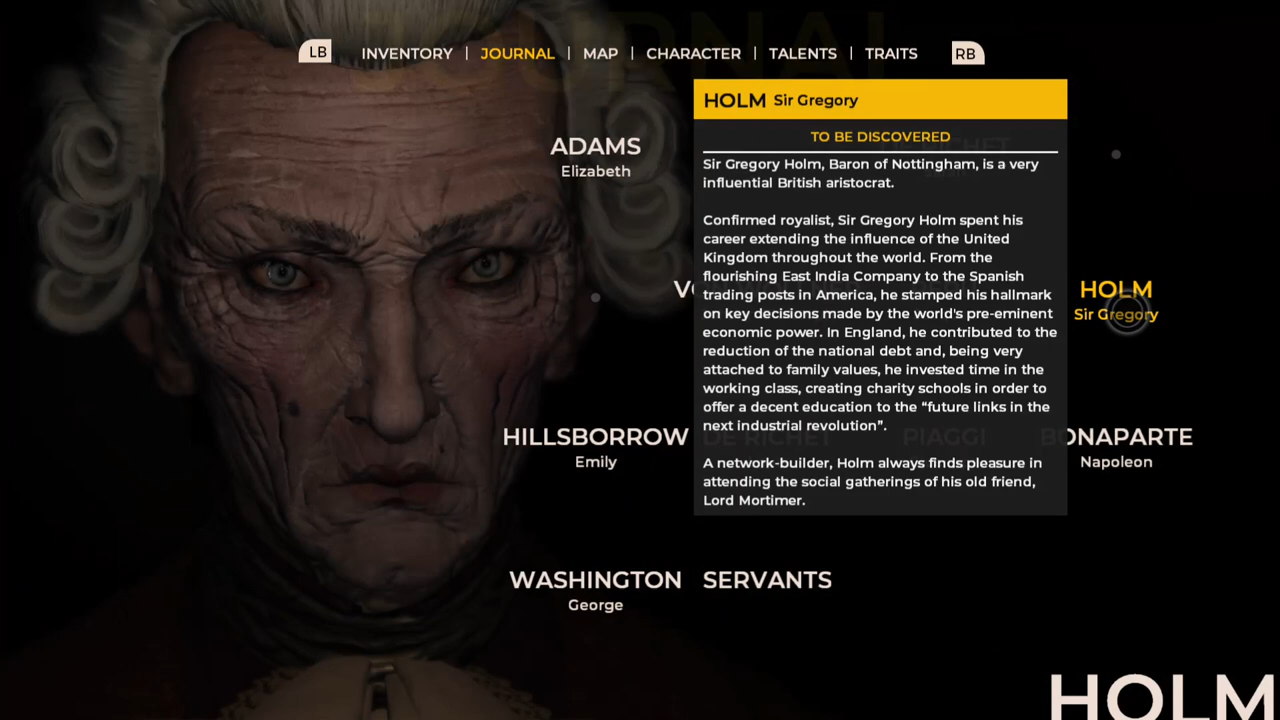 LB INVENTORY | JOURNAL | MAP | CHARACTER | TALENTS | TRAITS RB
HOLM Sir Gregory
TO BE DISCOVERED
Sir Gregory Holm, Baron of Nottingham, is a very
influential British aristocrat.
Confirmed royalist, Sir Gregory Holm spent his
career extending the influence of the United
Kingdom throughout the world. From the
flourishing East India Company to the Spanish
trading posts in America, he stamped his hallmark
on key decisions made by the world's pre-eminent
economic power. In England, he contributed to the
reduction of the national debt and, being very
attached to family values, he invested time in the
working class, creating charity schools in order to
offer a decent education to the “future links in the
next industrial revolution”.
A network-builder, Holm always finds pleasure in
attending the social gatherings of his old friend,
Lord Mortimer.
ADAMS
Elizabeth
HOLM
Sir Gregory
HILLSBORROW DE RICHET PIAGGI BONAPARTE
Emily Napoleon
WASHINGTON SERVANTS
George
HOLM